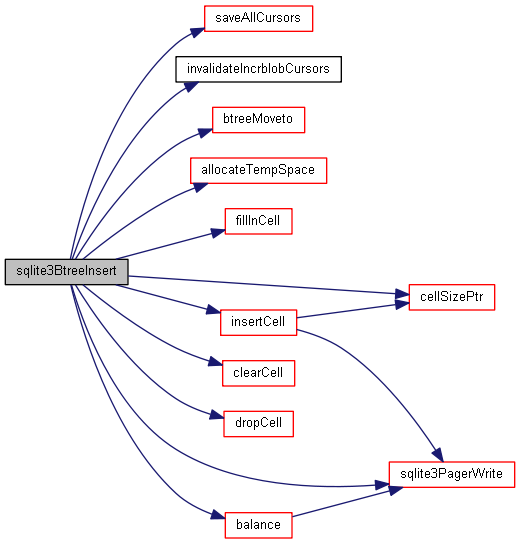 saveAllCursors
invalidateIncrblobCursors
btreeMoveto
allocateTempSpace
fillInCell
sqlite3BtreeInsert
cellSizePtr
insertCell
clearCell
dropCell
sqlite3PagerWrite
balance